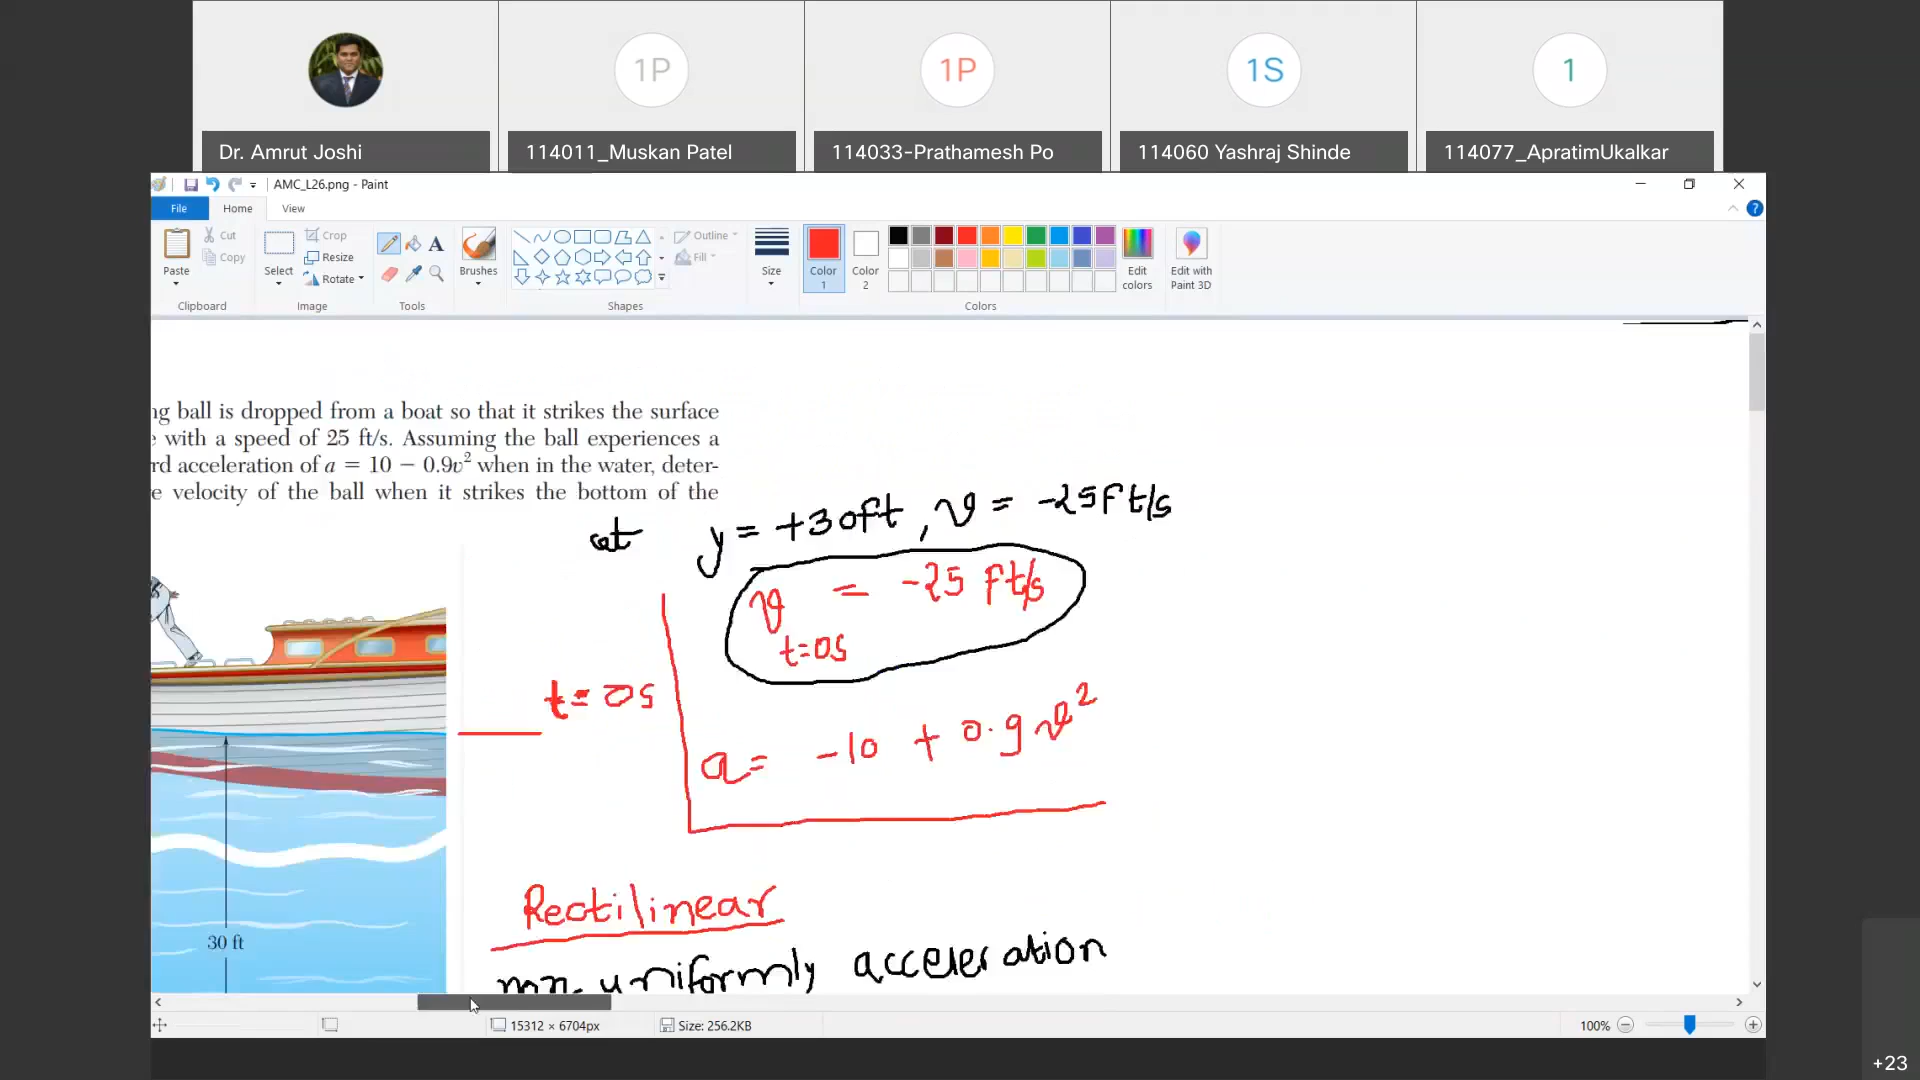 1P
1P
1S
1
Dr. Amrut Joshi
114011_Muskan Patel
114033-Prathamesh Po
114060 Yashraj Shinde
114077_ApratimUkalkar
AMC_L26.png - Paint
File
Home
View
Paste
Cut
Copy
Clipboard
Select
Crop
Resize
Rotate
Image
A
Tools
Brushes
Outline
Fill
Shapes
Size
Color 1
Color 2
Edit colors
Edit with Paint 3D
Colors
ng ball is dropped from a boat so that it strikes the surface
e with a speed of 25 ft/s. Assuming the ball experiences a
rd acceleration of a = 10 − 0.9v² when in the water, deter-
e velocity of the ball when it strikes the bottom of the
at y = +30ft, v = -25Ft/s
v = -25 Ft/s
t=0s
t=0s
a = -10 + 0.9v²
30 ft
Rectilinear
non-uniformly acceleration
15312 × 6704px
Size: 256.2KB
100%
+23